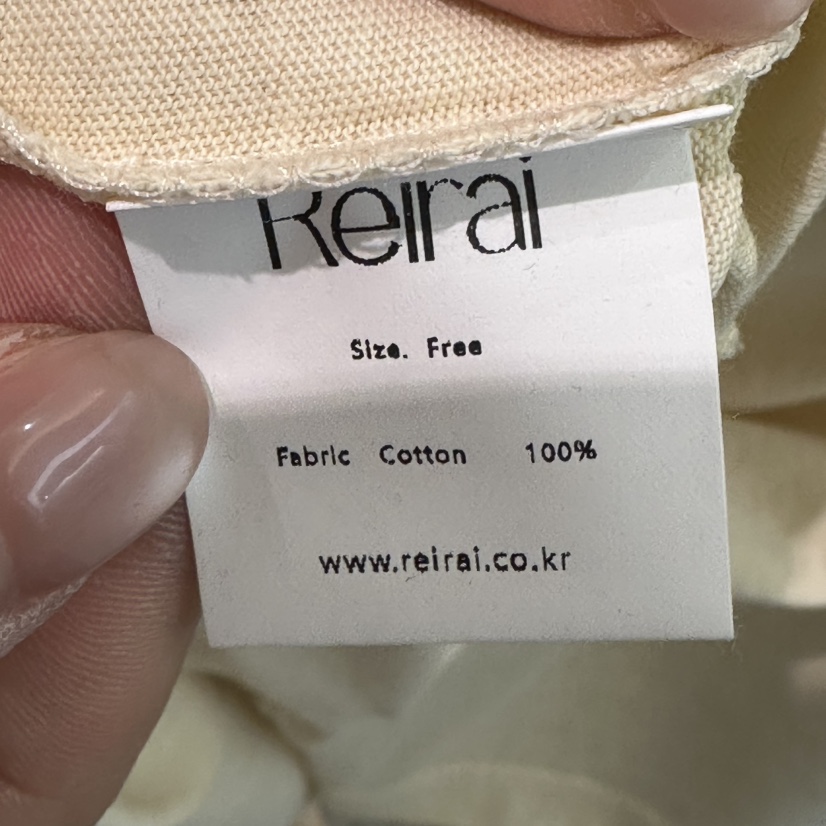 Reirai
Size. Free
Fabric Cotton 100%
www.reirai.co.kr